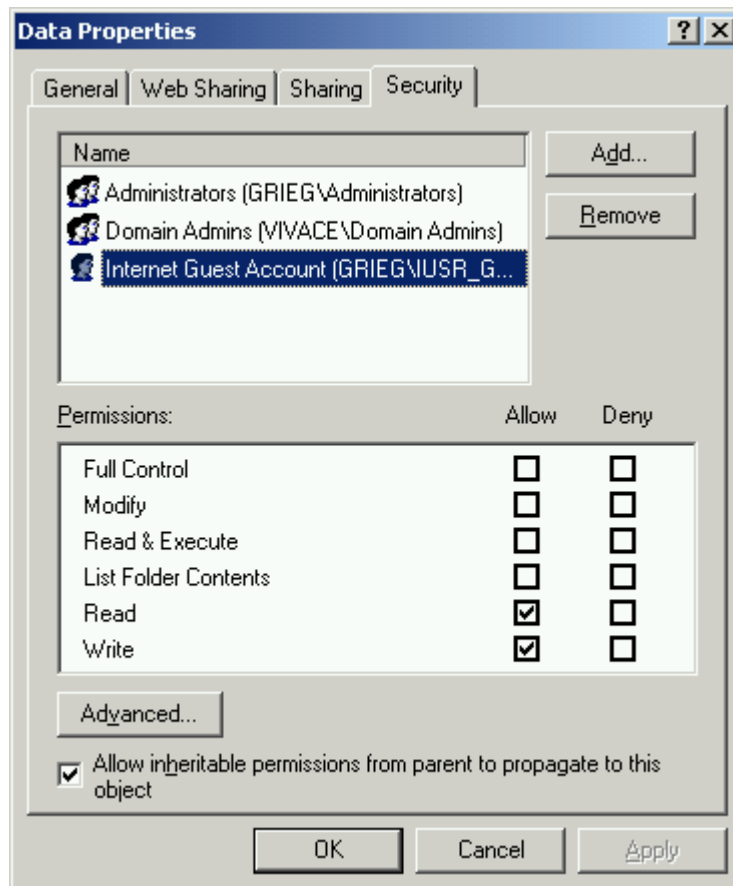 Data Properties
General Web Sharing Sharing Security
Name
Add...
Administrators (GRIEG\Administrators)
Domain Admins (VIVACE\Domain Admins)
Remove
Internet Guest Account (GRIEG\IUSR_G...
Permissions: Allow Deny
Full Control
Modify
Read & Execute
List Folder Contents
Read
Write
Advanced...
Allow inheritable permissions from parent to propagate to this
object
OK Cancel Apply